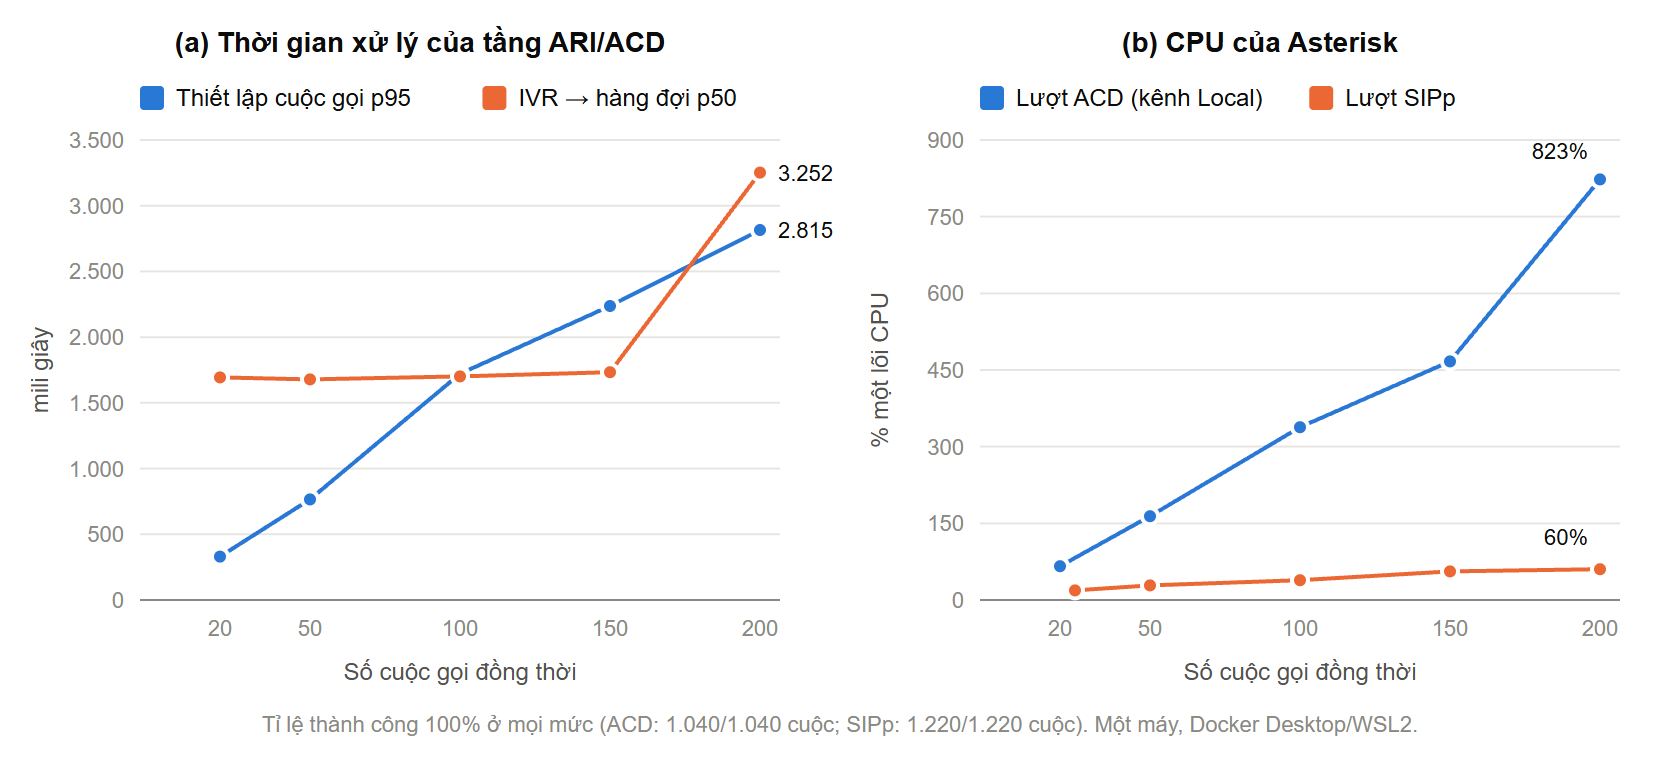 (a) Thời gian xử lý của tầng ARI/ACD
Thiết lập cuộc gọi p95
IVR → hàng đợi p50
3.500
3.000
2.500
2.000
1.500
1.000
500
0
mili giây
3.252
2.815
20 50 100 150 200
Số cuộc gọi đồng thời
(b) CPU của Asterisk
Lượt ACD (kênh Local)
Lượt SIPp
900
750
600
450
300
150
0
% một lõi CPU
823%
60%
20 50 100 150 200
Số cuộc gọi đồng thời
Tỉ lệ thành công 100% ở mọi mức (ACD: 1.040/1.040 cuộc; SIPp: 1.220/1.220 cuộc). Một máy, Docker Desktop/WSL2.